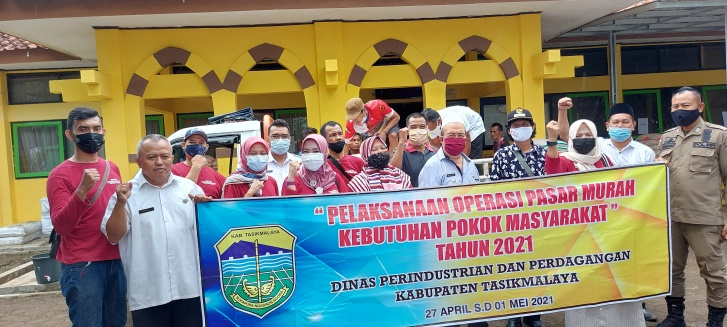 " PELAKSANAAN OPERASI PASAR MURAH
KEBUTUHAN POKOK MASYARAKAT "
TAHUN 2021
DINAS PERINDUSTRIAN DAN PERDAGANGAN
KABUPATEN TASIKMALAYA
27 APRIL S.D 01 MEI 2021
KAB. TASIKMALAYA